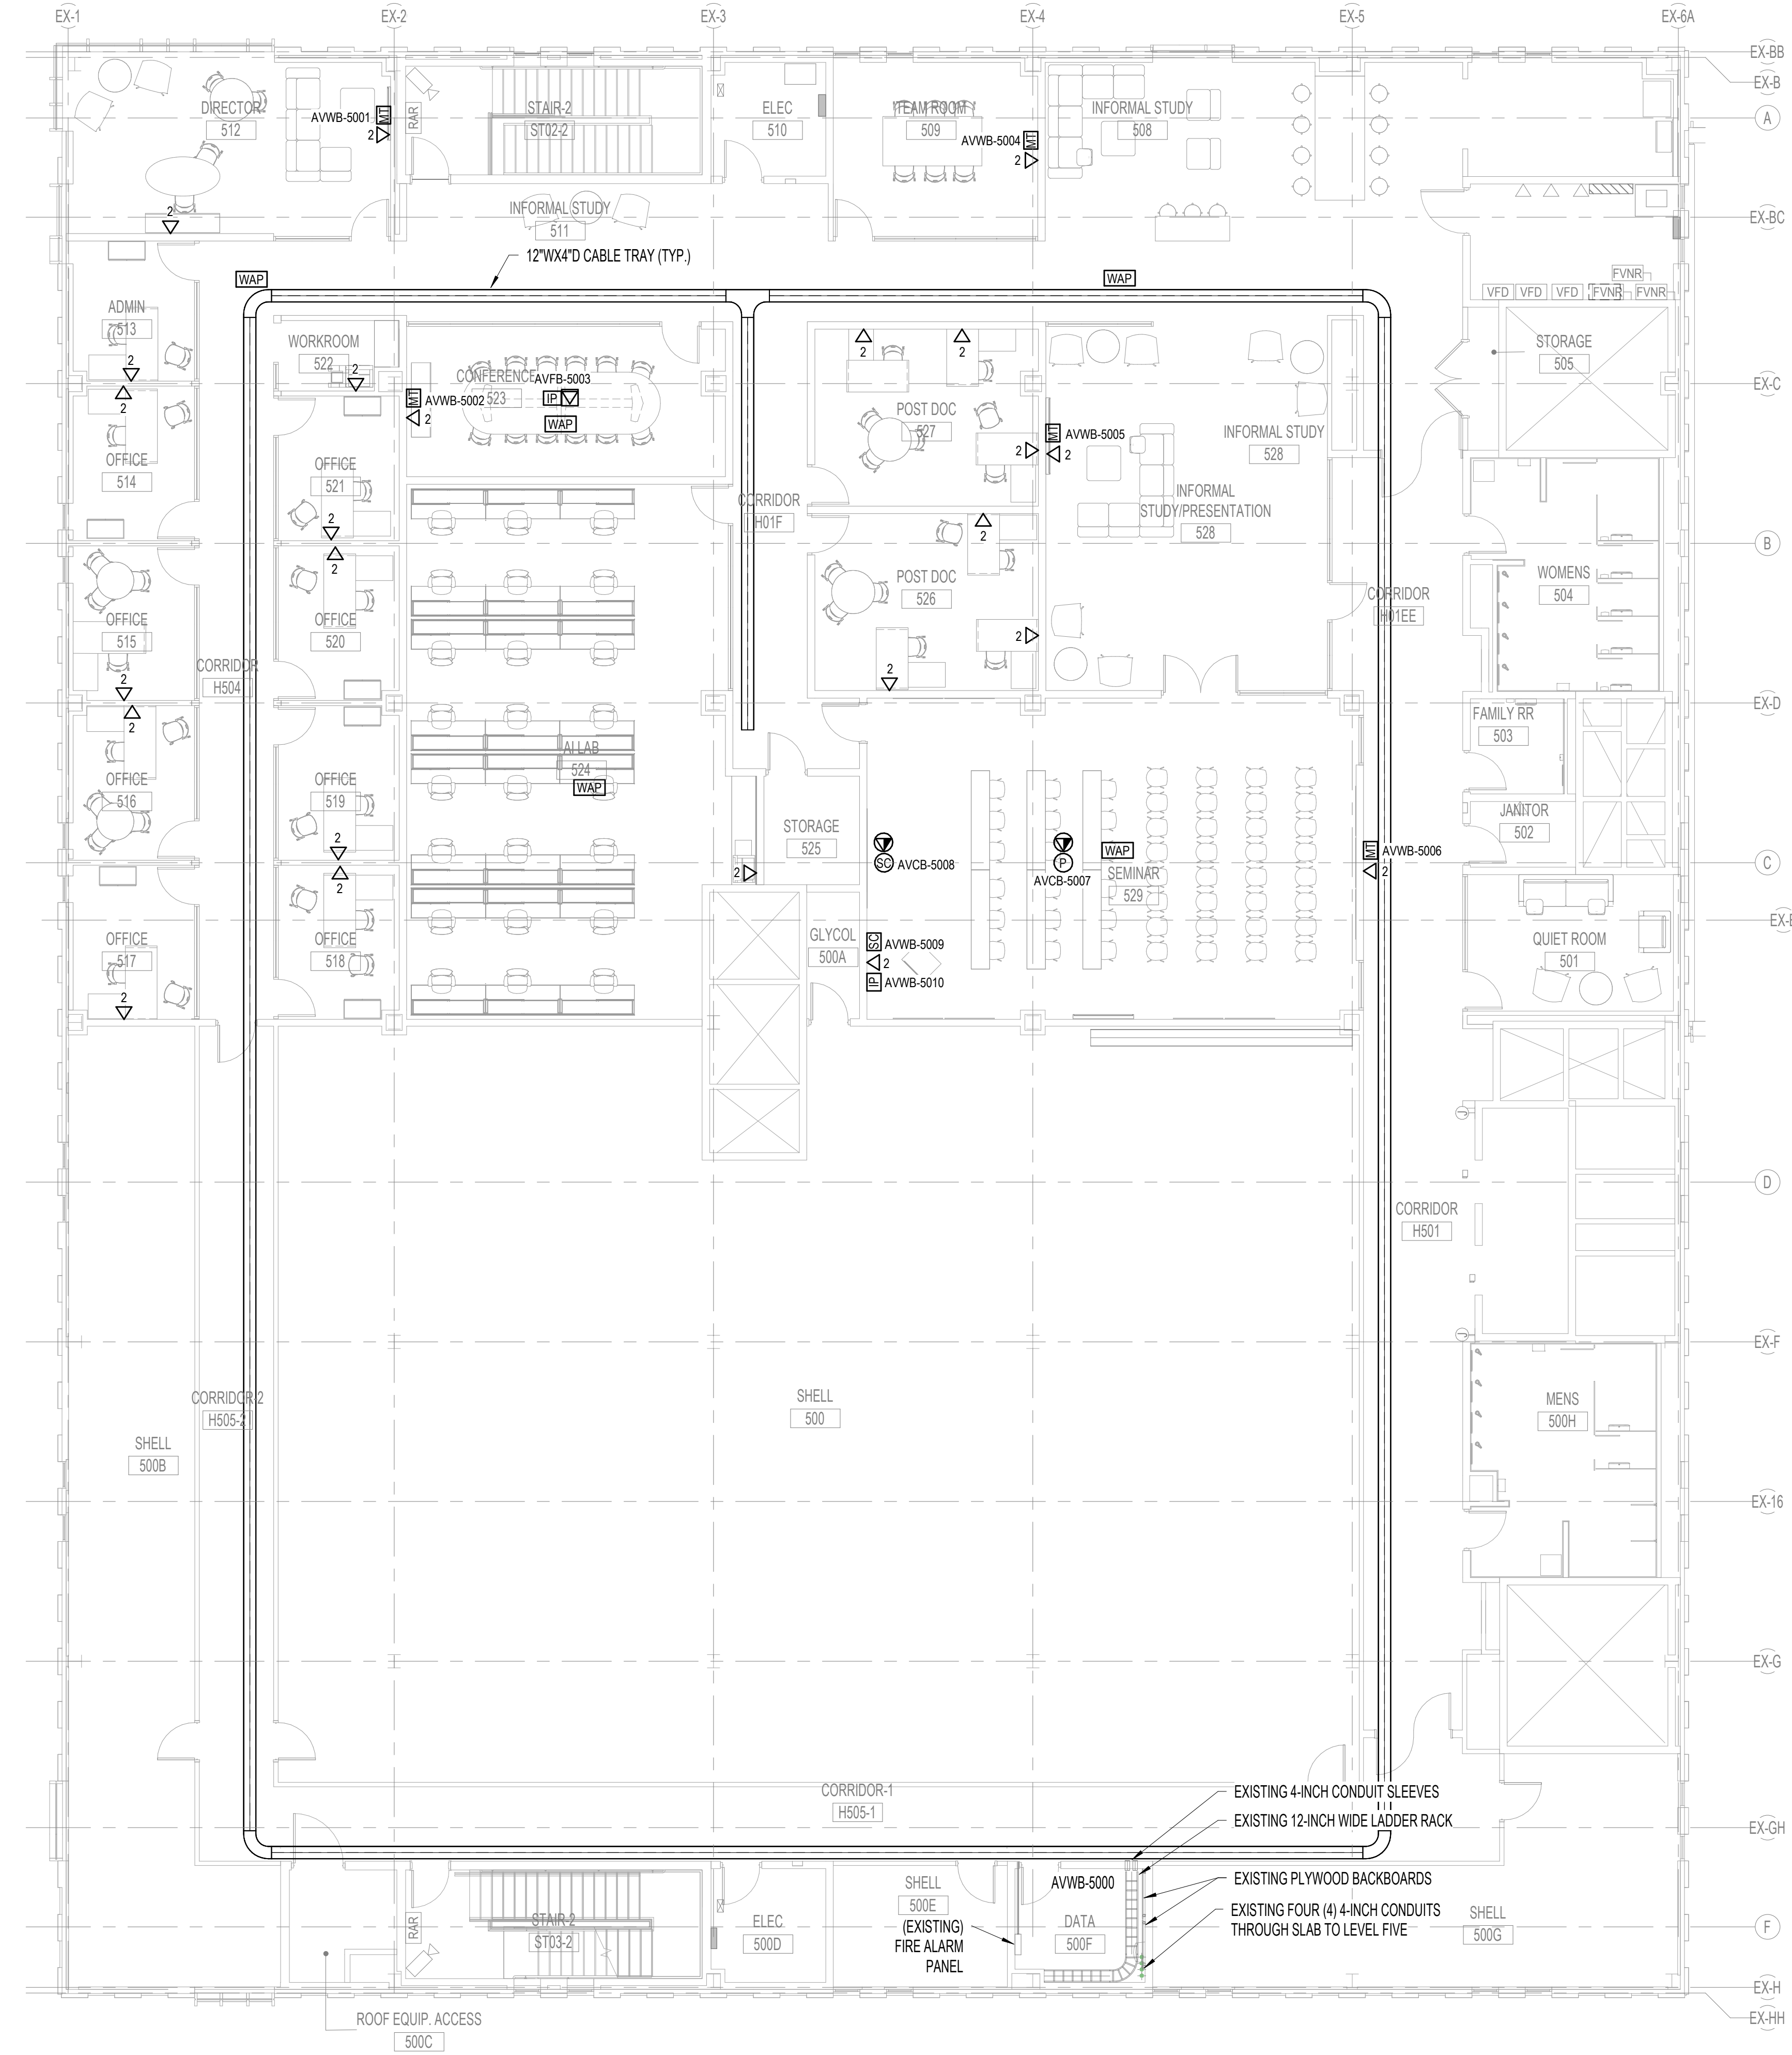 EX-1
EX-2
EX-3
EX-4
EX-5
EX-6A
EX-BB
EX-B
A
EX-BC
EX-C
B
EX-D
C
D
EX-F
EX-16
EX-G
EX-GH
F
EX-H
EX-HH
DIRECTOR
512
AVWB-5001
MT
2
2
RAR
STAIR-2
ST02-2
ELEC
510
TEAM ROOM
509
AVWB-5004
MT
2
INFORMAL STUDY
508
INFORMAL STUDY
511
12"WX4"D CABLE TRAY (TYP.)
WAP
WAP
FVNR
VFD
VFD
VFD
FVNR
FVNR
ADMIN
513
2
WORKROOM
522
2
CONFERENCE
523
AVFB-5003
IP
WAP
MT
AVWB-5002
2
2
2
POST DOC
527
2
MT
AVWB-5005
2
INFORMAL STUDY
528
INFORMAL
STUDY/PRESENTATION
528
STORAGE
505
2
OFFICE
514
OFFICE
521
2
CORRIDOR
H01F
2
POST DOC
526
2
2
2
OFFICE
520
OFFICE
515
2
CORRIDOR
H504
CORRIDOR
H01EE
WOMENS
504
FAMILY RR
503
JANITOR
502
2
OFFICE
516
OFFICE
519
2
AI LAB
524
WAP
STORAGE
525
2
SC
AVCB-5008
P
AVCB-5007
WAP
SEMINAR
529
MT
AVWB-5006
2
2
OFFICE
518
OFFICE
517
2
GLYCOL
500A
SC
AVWB-5009
2
IP
AVWB-5010
QUIET ROOM
501
J
J
CORRIDOR
H501
CORRIDOR-2
H505-2
SHELL
500B
SHELL
500
MENS
500H
CORRIDOR-1
H505-1
EXISTING 4-INCH CONDUIT SLEEVES
EXISTING 12-INCH WIDE LADDER RACK
EXISTING PLYWOOD BACKBOARDS
EXISTING FOUR (4) 4-INCH CONDUITS
THROUGH SLAB TO LEVEL FIVE
SHELL
500G
AVWB-5000
DATA
500F
SHELL
500E
(EXISTING)
FIRE ALARM
PANEL
ELEC
500D
RAR
STAIR-2
ST03-2
ROOF EQUIP. ACCESS
500C